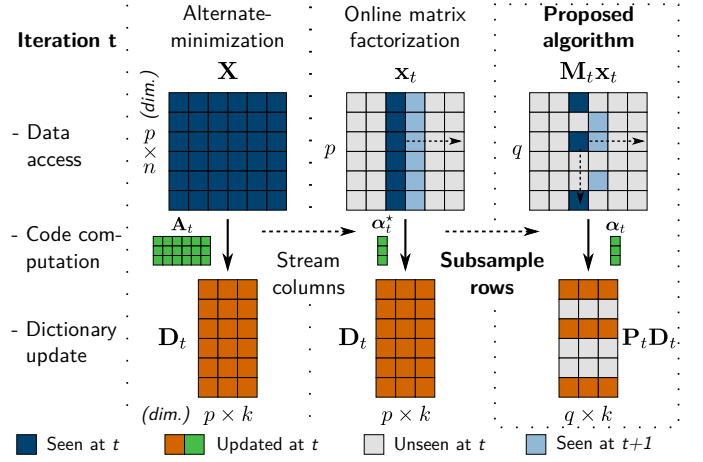 Iteration t
Alternate-
minimization
Online matrix
factorization
Proposed
algorithm
X
x_t
M_t x_t
- Data
access
p × n (dim.)
p
q
- Code com-
putation
A_t
α_t^⋆
α_t
Stream
columns
Subsample
rows
- Dictionary
update
D_t
D_t
P_t D_t
(dim.) p × k
p × k
q × k
Seen at t
Updated at t
Unseen at t
Seen at t+1